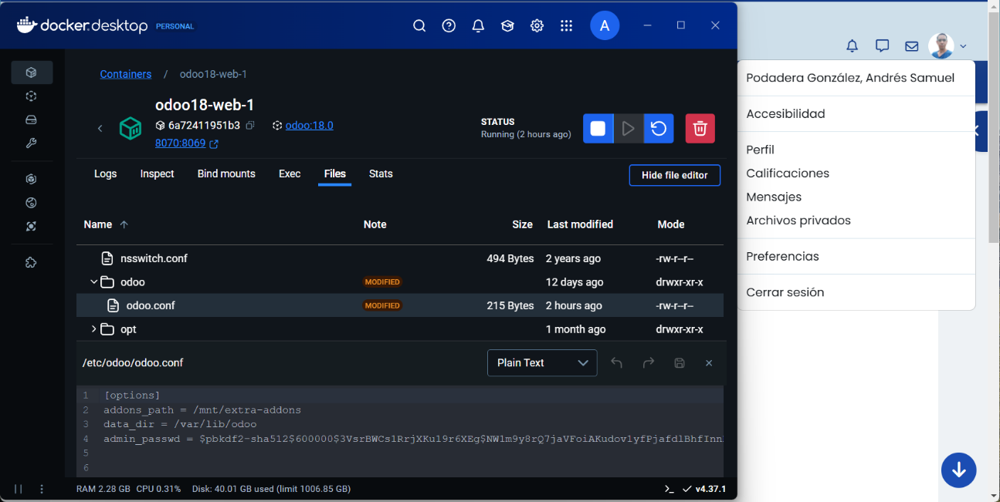 docker.desktop PERSONAL
A
Containers / odoo18-web-1
odoo18-web-1
6a72411951b3 odoo:18.0
8070:8069
STATUS
Running (2 hours ago)
Logs Inspect Bind mounts Exec Files Stats
Hide file editor
Name Note Size Last modified Mode
nsswitch.conf 494 Bytes 2 years ago -rw-r--r--
odoo MODIFIED 12 days ago drwxr-xr-x
odoo.conf MODIFIED 215 Bytes 2 hours ago -rw-r--r--
opt 1 month ago drwxr-xr-x
/etc/odoo/odoo.conf Plain Text
1 [options]
2 addons_path = /mnt/extra-addons
3 data_dir = /var/lib/odoo
4 admin_passwd = $pbkdf2-sha512$600000$3VsrBWCs1RrjXKul9r6XEg$NW1m9y8rQ7jaVFoiAKudov1yfPjafdlBhfInn
5
6
RAM 2.28 GB CPU 0.31% Disk: 40.01 GB used (limit 1006.85 GB)
v4.37.1
Podadera González, Andrés Samuel
Accesibilidad
Perfil
Calificaciones
Mensajes
Archivos privados
Preferencias
Cerrar sesión